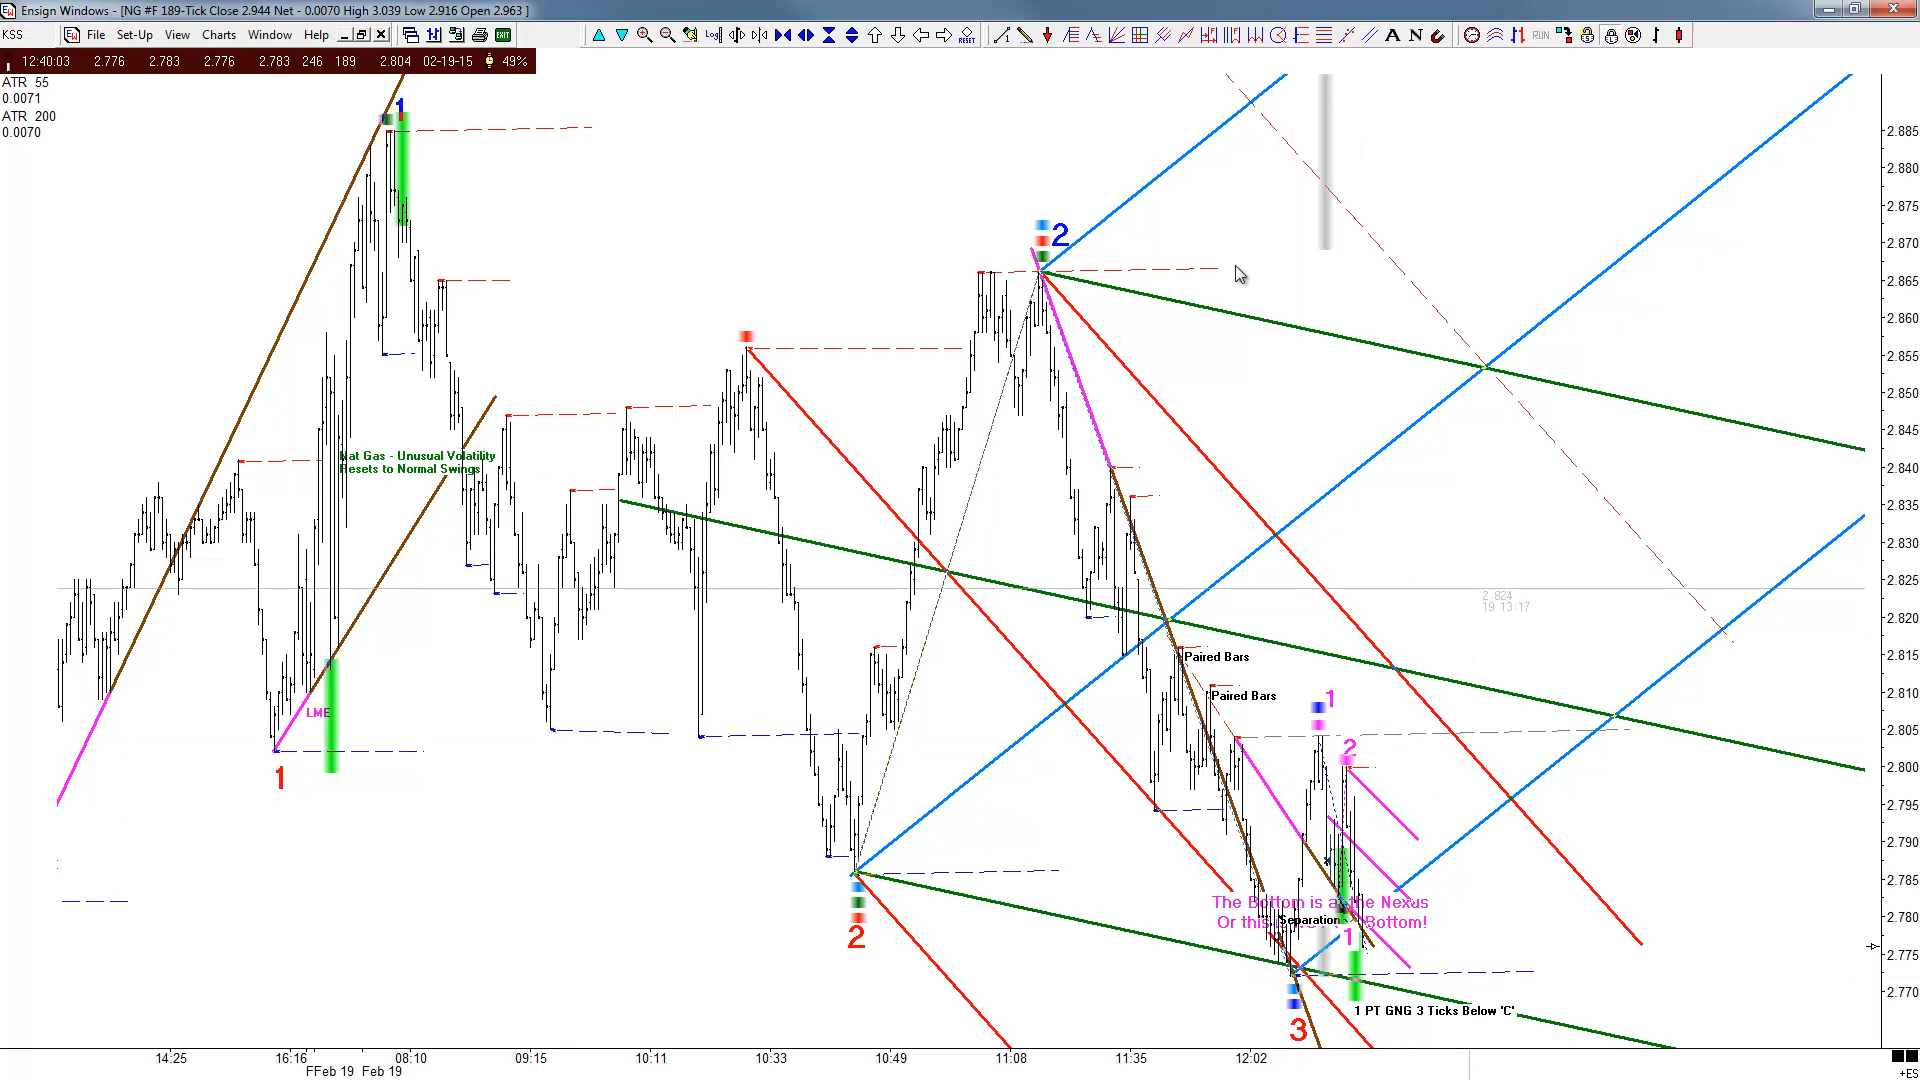 Ensign Windows - [NG #F 189-Tick Close 2.944 Net - 0.0070 High 3.039 Low 2.916 Open 2.963 ]
KSS File Set-Up View Charts Window Help
12:40:03 2.776 2.783 2.776 2.783 246 189 2.804 02-19-15 49%
ATR 55
0.0071
ATR 200
0.0070
1
2
2.885
2.880
2.875
2.870
2.865
2.860
2.855
2.850
2.845
2.840
2.835
2.830
2.825
2.820
2.815
2.810
2.805
2.800
2.795
2.790
2.785
2.780
2.775
2.770
Nat Gas - Unusual Volatility
Resets to Normal Swings
2.824
19 13:17
Paired Bars
Paired Bars
LME
1
1
2
The Bottom is at the Nexus
Separation
1
2
3
1 PT GNG 3 Ticks Below 'C'
14:25 16:16 08:10 09:15 10:11 10:33 10:49 11:08 11:35 12:02
FFeb 19 Feb 19
+ES